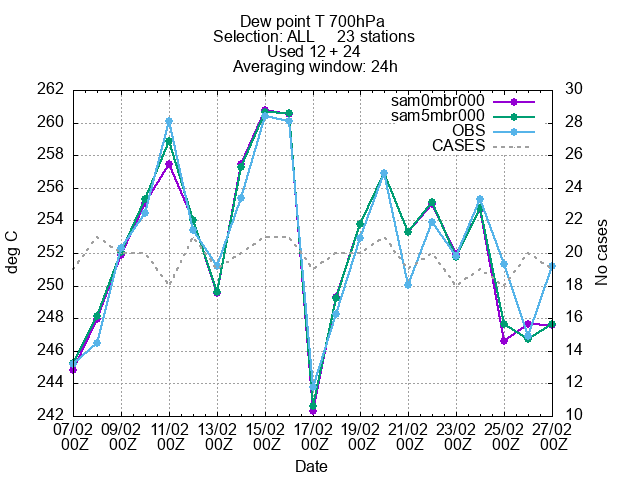 Dew point T 700hPa
Selection: ALL 23 stations
Used 12 + 24
Averaging window: 24h
262 30
sam0mbr000
260 sam5mbr000 28
OBS
258 CASES 26
256 24
254 22
252 20
250 18
248 16
246 14
244 12
242 10
deg C
No cases
07/02 09/02 11/02 13/02 15/02 17/02 19/02 21/02 23/02 25/02 27/02
00Z 00Z 00Z 00Z 00Z 00Z 00Z 00Z 00Z 00Z 00Z
Date